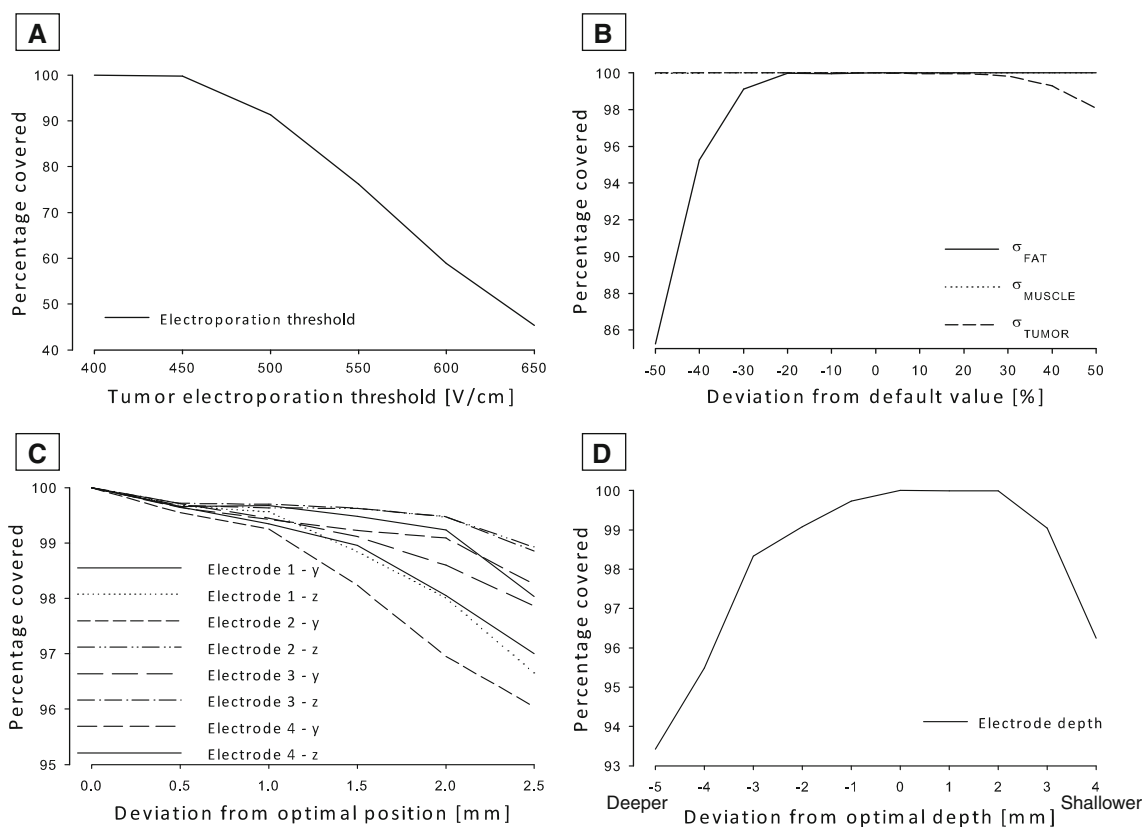 A
100
90
80
70
60
50
40
Percentage covered
Electroporation threshold
400 450 500 550 600 650
Tumor electroporation threshold [V/cm]
B
100
98
96
94
92
90
88
86
Percentage covered
σ FAT
σ MUSCLE
σ TUMOR
-50 -40 -30 -20 -10 0 10 20 30 40 50
Deviation from default value [%]
C
100
99
98
97
96
95
Percentage covered
Electrode 1 - y
Electrode 1 - z
Electrode 2 - y
Electrode 2 - z
Electrode 3 - y
Electrode 3 - z
Electrode 4 - y
Electrode 4 - z
0.0 0.5 1.0 1.5 2.0 2.5
Deviation from optimal position [mm]
D
100
99
98
97
96
95
94
93
Percentage covered
Electrode depth
-5 -4 -3 -2 -1 0 1 2 3 4
Deeper Shallower
Deviation from optimal depth [mm]